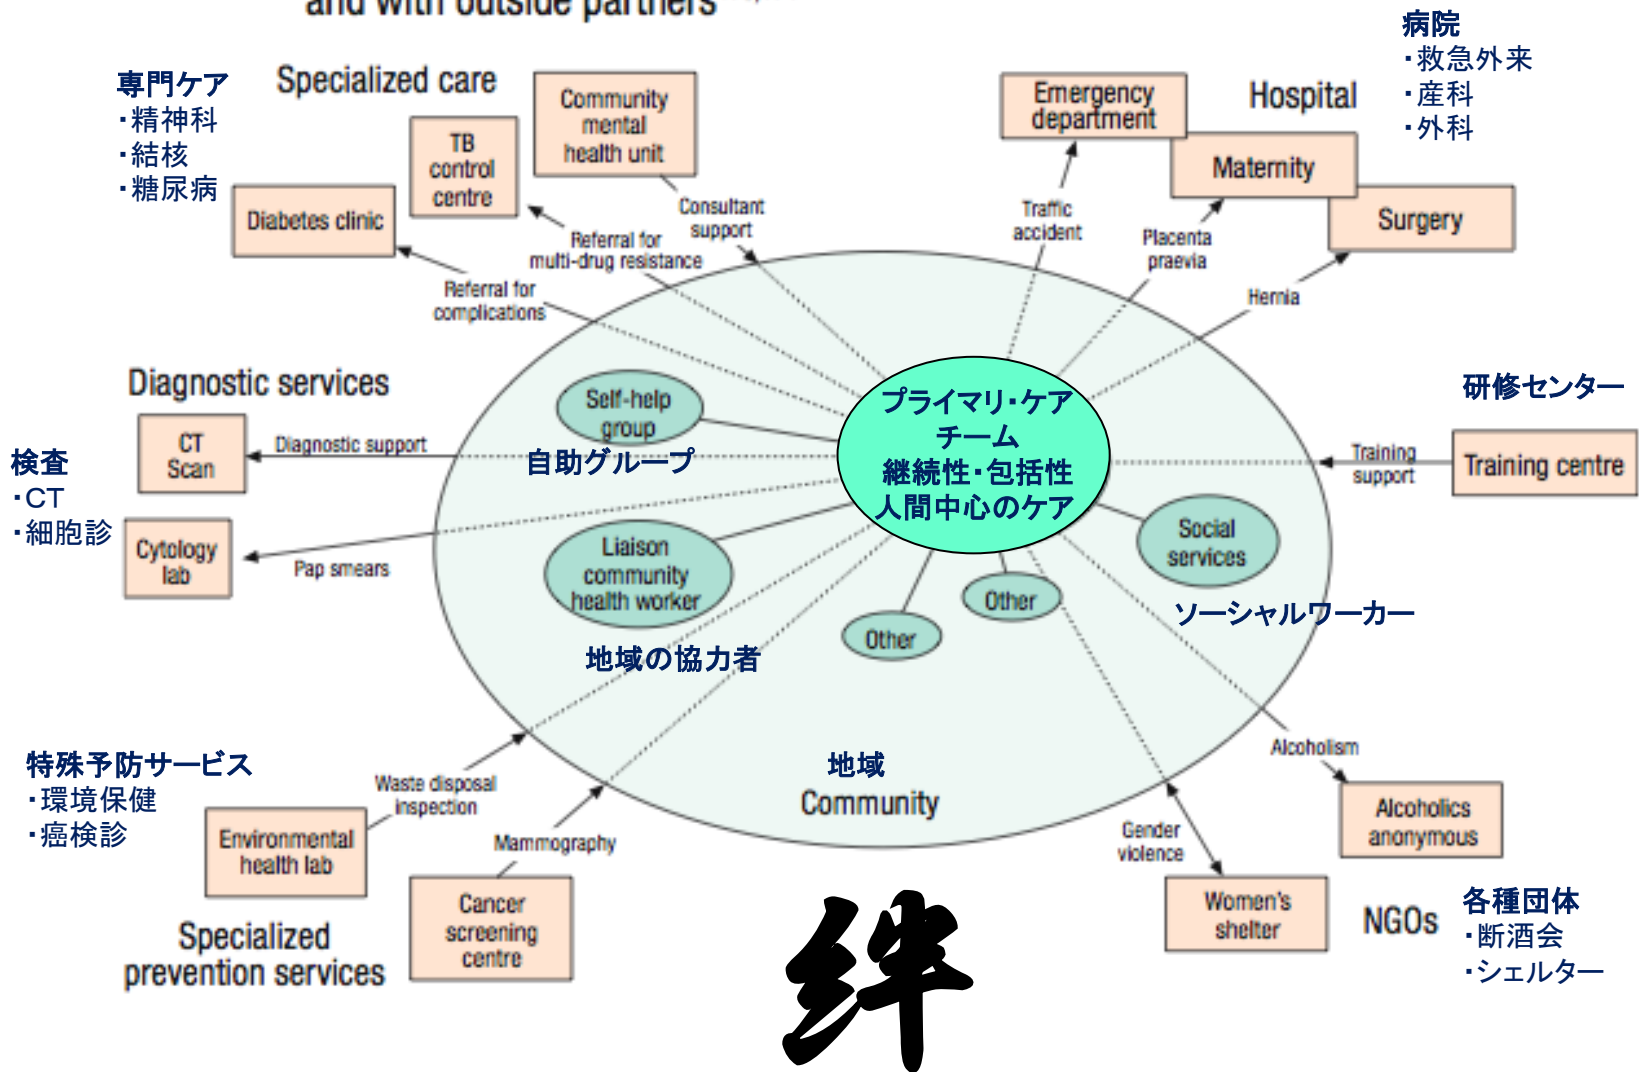 and with outside partners
病院
・救急外来
・産科
・外科
Hospital
Emergency
department
Maternity
Surgery
専門ケア
・精神科
・結核
・糖尿病
Specialized care
Community
mental
health unit
TB
control
centre
Diabetes clinic
Consultant
support
Referral for
multi-drug resistance
Referral for
complications
Traffic
accident
Placenta
praevia
Hernia
Diagnostic services
検査
・CT
・細胞診
CT
Scan
Diagnostic support
Cytology
lab
Pap smears
Self-help
group
自助グループ
プライマリ・ケア
チーム
継続性・包括性
人間中心のケア
研修センター
Training
support
Training centre
Liaison
community
health worker
地域の協力者
Other
Other
Social
services
ソーシャルワーカー
地域
Community
特殊予防サービス
・環境保健
・癌検診
Waste disposal
inspection
Environmental
health lab
Mammography
Cancer
screening
centre
Specialized
prevention services
Alcoholism
Alcoholics
anonymous
Gender
violence
Women's
shelter
NGOs
各種団体
・断酒会
・シェルター
絆